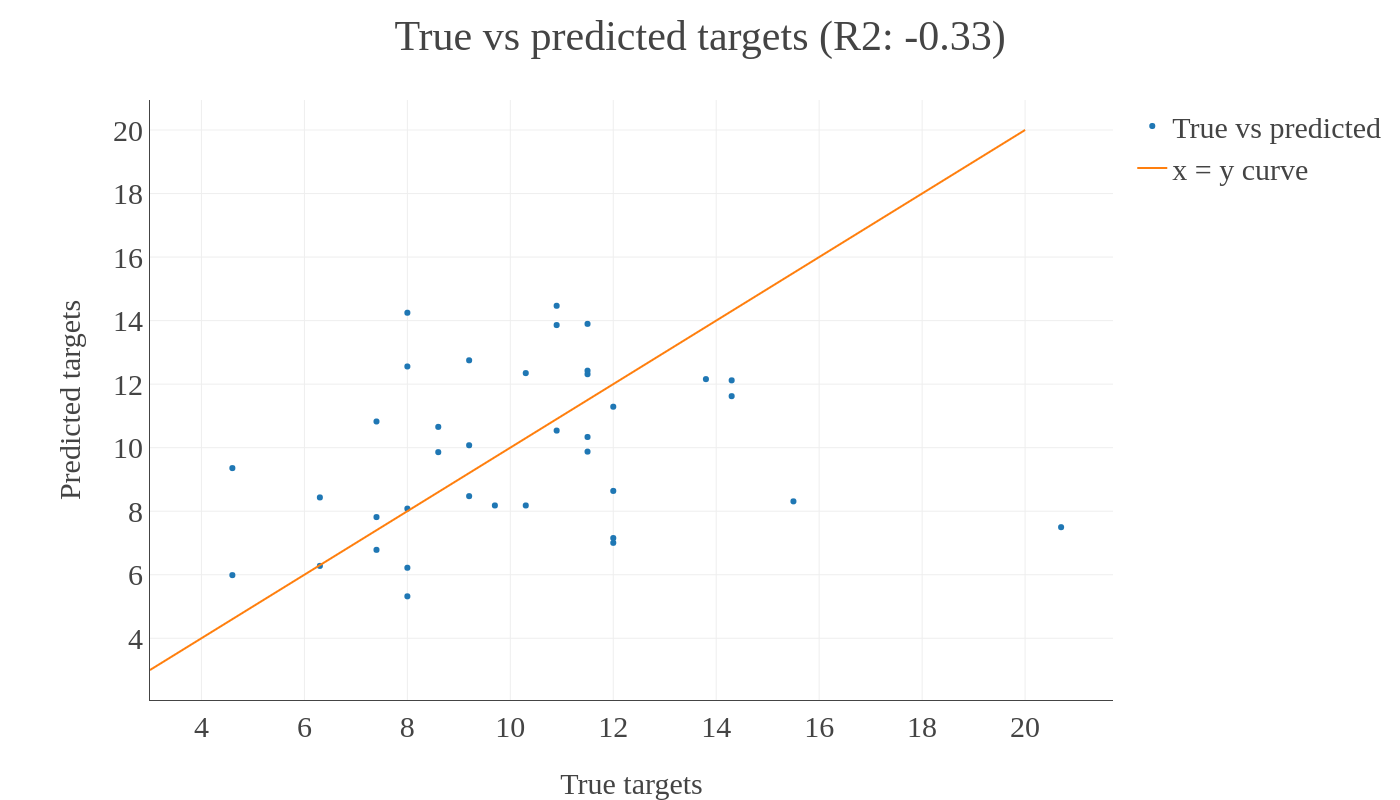 True vs predicted targets (R2: -0.33)
True vs predicted
x = y curve
Predicted targets
20
18
16
14
12
10
8
6
4
4 6 8 10 12 14 16 18 20
True targets